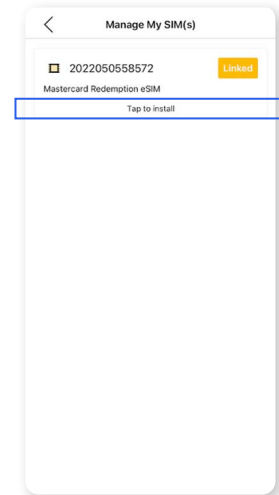 Manage My SIM(s)
2022050558572
Linked
Mastercard Redemption eSIM
Tap to install